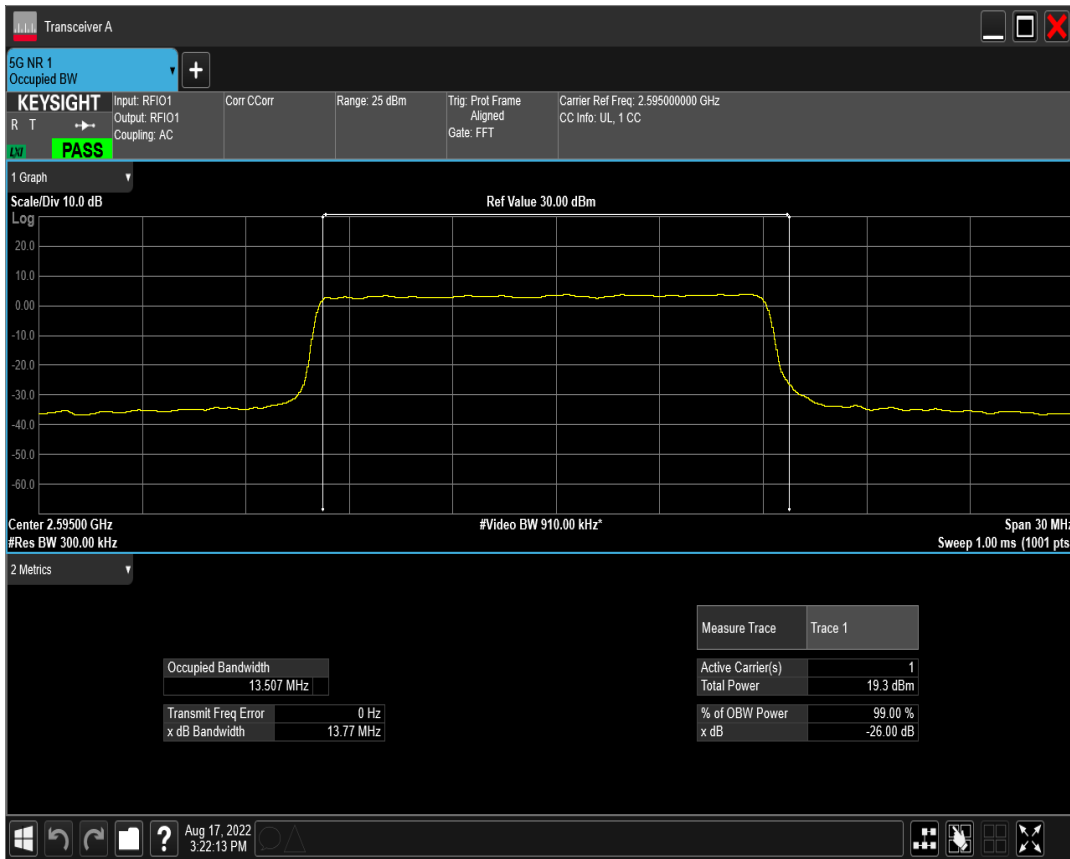 Transceiver A
5G NR 1
Occupied BW
+
KEYSIGHT
R T
LXI
PASS
Input: RFIO1
Output: RFIO1
Coupling: AC
Corr CCorr
Range: 25 dBm
Trig: Prot Frame
Aligned
Gate: FFT
Carrier Ref Freq: 2.595000000 GHz
CC Info: UL, 1 CC
1 Graph
Scale/Div 10.0 dB
Ref Value 30.00 dBm
Log
20.0
10.0
0.00
-10.0
-20.0
-30.0
-40.0
-50.0
-60.0
Center 2.59500 GHz
#Video BW 910.00 kHz*
Span 30 MHz
#Res BW 300.00 kHz
Sweep 1.00 ms (1001 pts
2 Metrics
Measure Trace Trace 1
Occupied Bandwidth
13.507 MHz
Active Carrier(s) 1
Total Power 19.3 dBm
Transmit Freq Error 0 Hz
x dB Bandwidth 13.77 MHz
% of OBW Power 99.00 %
x dB -26.00 dB
?
Aug 17, 2022
3:22:13 PM